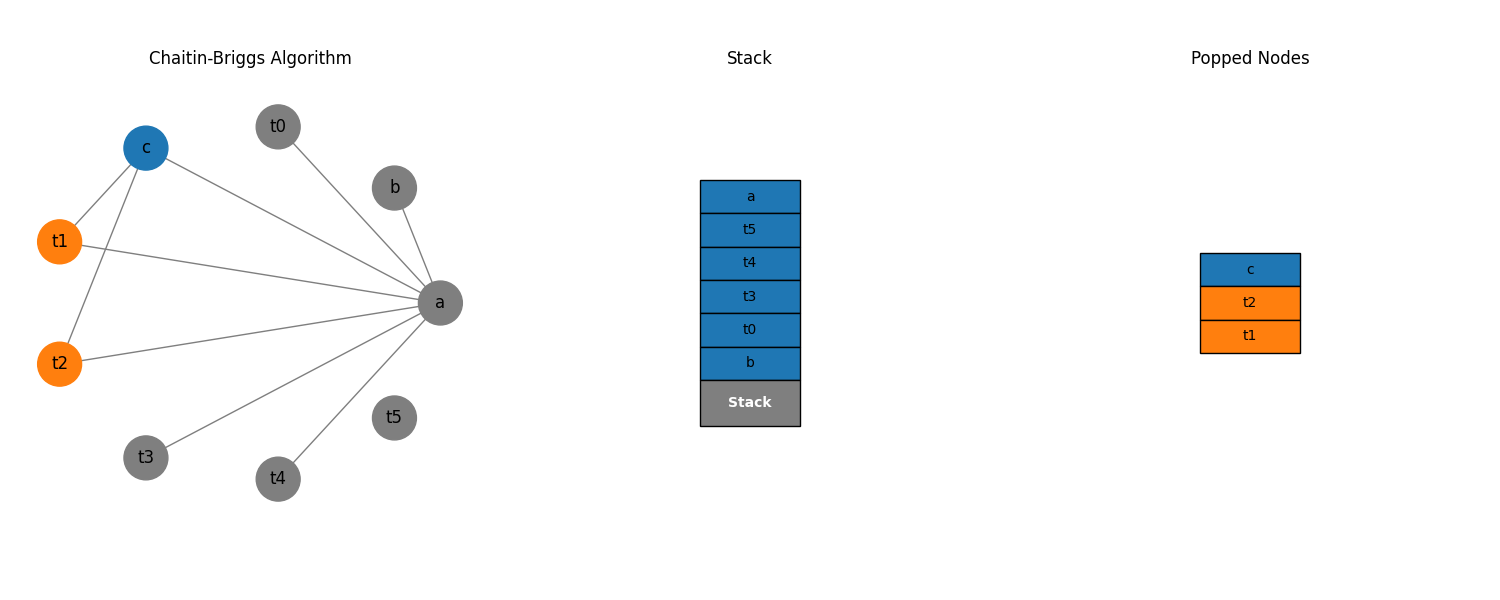 Chaitin-Briggs Algorithm
t0
c
b
t1
a
t2
t5
t3
t4
Stack
a
t5
t4
t3
t0
b
Stack
Popped Nodes
c
t2
t1